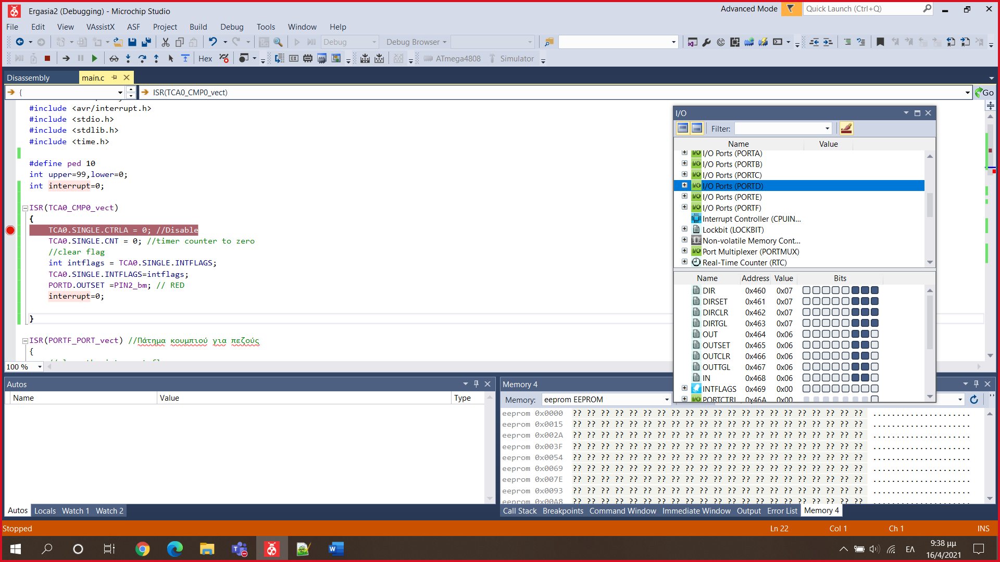 Ergasia2 (Debugging) - Microchip Studio
Advanced Mode
Quick Launch (Ctrl+Q)
File Edit View VAssistX ASF Project Build Debug Tools Window Help
Debug Debug Browser
Hex ATmega4808 Simulator
Disassembly main.c
{ ISR(TCA0_CMP0_vect) Go
#include <avr/interrupt.h>
#include <stdio.h>
#include <stdlib.h>
#include <time.h>
#define ped 10
int upper=99,lower=0;
int interrupt=0;
ISR(TCA0_CMP0_vect)
{
TCA0.SINGLE.CTRLA = 0; //Disable
TCA0.SINGLE.CNT = 0; //timer counter to zero
//clear flag
int intflags = TCA0.SINGLE.INTFLAGS;
TCA0.SINGLE.INTFLAGS=intflags;
PORTD.OUTSET =PIN2_bm; // RED
interrupt=0;
}
ISR(PORTF_PORT_vect) //Πάτημα κουμπιού για πεζούς
{
100 %
I/O
Filter:
Name Value
I/O Ports (PORTA)
I/O Ports (PORTB)
I/O Ports (PORTC)
I/O Ports (PORTD)
I/O Ports (PORTE)
I/O Ports (PORTF)
Interrupt Controller (CPUIN...
Lockbit (LOCKBIT)
Non-volatile Memory Cont...
Port Multiplexer (PORTMUX)
Real-Time Counter (RTC)
Name Address Value Bits
DIR 0x460 0x07
DIRSET 0x461 0x07
DIRCLR 0x462 0x07
DIRTGL 0x463 0x07
OUT 0x464 0x06
OUTSET 0x465 0x06
OUTCLR 0x466 0x06
OUTTGL 0x467 0x06
IN 0x468 0x06
INTFLAGS 0x469 0x00
PORTCTRL 0x46A 0x00
Autos
Name Value Type
Autos Locals Watch 1 Watch 2
Memory 4
Memory: eeprom EEPROM
eeprom 0x0000 ?? ?? ?? ?? ?? ?? ?? ?? ?? ?? ?? ?? ?? ?? ?? ?? ?? ?? ?? ?? ?? .....................
eeprom 0x0015 ?? ?? ?? ?? ?? ?? ?? ?? ?? ?? ?? ?? ?? ?? ?? ?? ?? ?? ?? ?? ?? .....................
eeprom 0x002A ?? ?? ?? ?? ?? ?? ?? ?? ?? ?? ?? ?? ?? ?? ?? ?? ?? ?? ?? ?? ?? .....................
eeprom 0x003F ?? ?? ?? ?? ?? ?? ?? ?? ?? ?? ?? ?? ?? ?? ?? ?? ?? ?? ?? ?? ?? .....................
eeprom 0x0054 ?? ?? ?? ?? ?? ?? ?? ?? ?? ?? ?? ?? ?? ?? ?? ?? ?? ?? ?? ?? ?? .....................
eeprom 0x0069 ?? ?? ?? ?? ?? ?? ?? ?? ?? ?? ?? ?? ?? ?? ?? ?? ?? ?? ?? ?? ?? .....................
eeprom 0x007E ?? ?? ?? ?? ?? ?? ?? ?? ?? ?? ?? ?? ?? ?? ?? ?? ?? ?? ?? ?? ?? .....................
eeprom 0x0093 ?? ?? ?? ?? ?? ?? ?? ?? ?? ?? ?? ?? ?? ?? ?? ?? ?? ?? ?? ?? ?? .....................
eeprom 0x00A8 ?? ?? ?? ?? ?? ?? ?? ?? ?? ?? ?? ?? ?? ?? ?? ?? ?? ?? ?? ?? ?? .....................
Call Stack Breakpoints Command Window Immediate Window Output Error List Memory 4
Stopped Ln 22 Col 1 Ch 1 INS
ΕΛ 9:38 μμ
16/4/2021